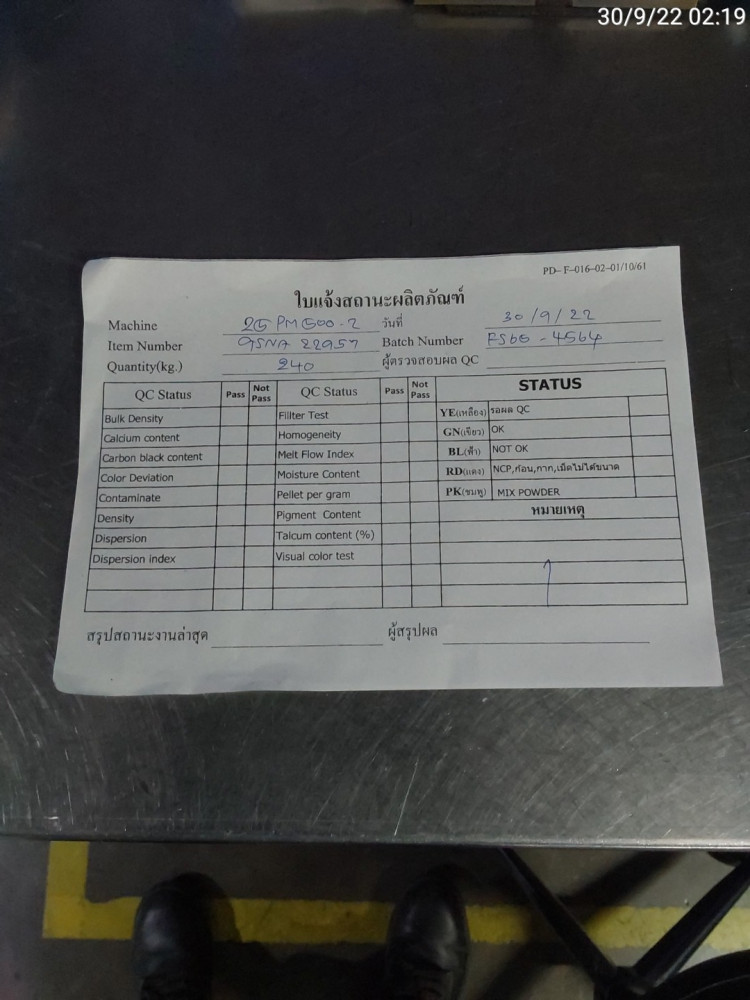 30/9/22 02:19
PD- F-016-02-01/10/61
ใบแจ้งสถานะผลิตภัณฑ์
Machine วันที่ 30/9/22
Item Number Batch Number
Quantity(kg.) 240 ผู้ตรวจสอบผล QC
QC Status Pass Not Pass QC Status Pass Not Pass STATUS
Bulk Density Fillter Test YE(เหลือง) รอผล QC
Calcium content Homogeneity GN(เขียว) OK
Carbon black content Melt Flow Index BL(ฟ้า) NOT OK
Color Deviation Moisture Content RD(แดง) NCP,ก้อน,กาก,เม็ดไม่ได้ขนาด
Contaminate Pellet per gram PK(ชมพู) MIX POWDER
Density Pigment Content หมายเหตุ
Dispersion Talcum content (%)
Dispersion index Visual color test
1
สรุปสถานะงานล่าสุด ผู้สรุปผล